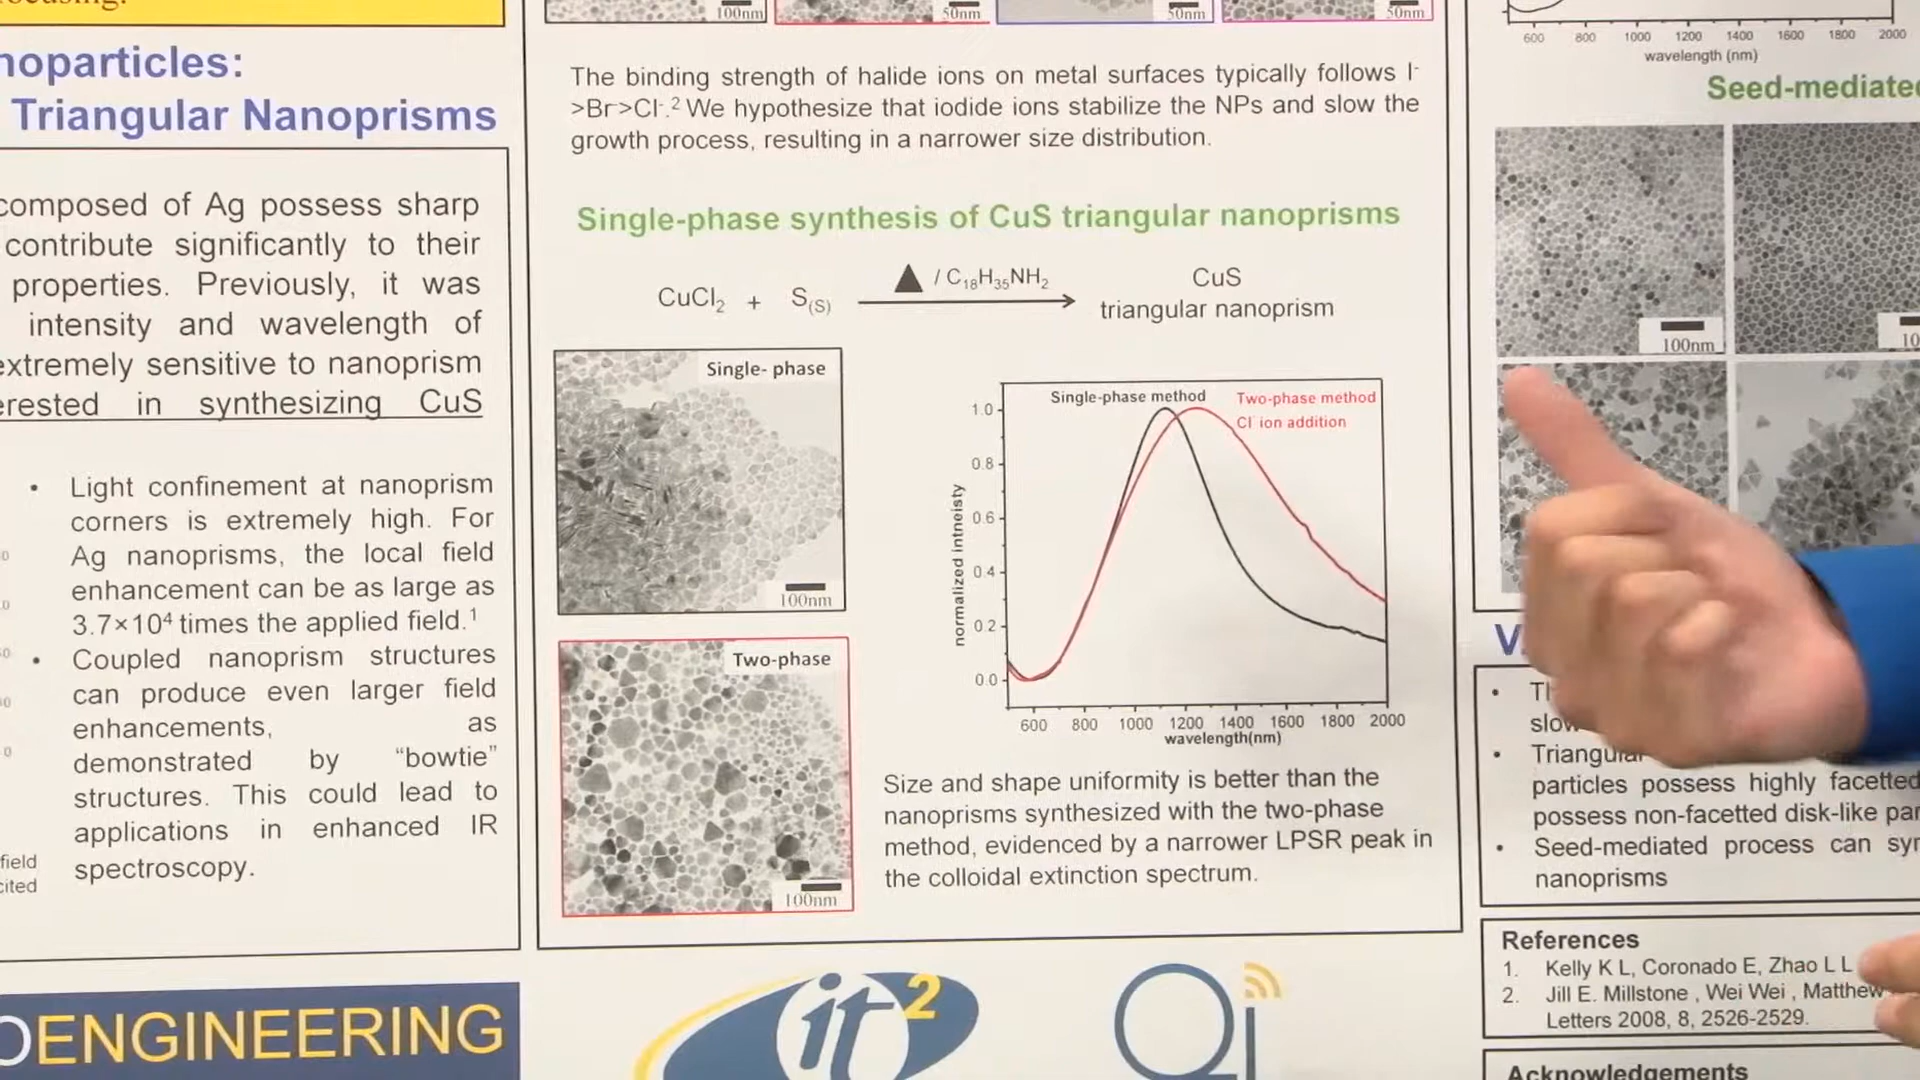 focusing.
noparticles:
Triangular Nanoprisms
composed of Ag possess sharp
contribute significantly to their
properties. Previously, it was
intensity and wavelength of
extremely sensitive to nanoprism
erested in synthesizing CuS
• Light confinement at nanoprism
corners is extremely high. For
Ag nanoprisms, the local field
enhancement can be as large as
3.7×10⁴ times the applied field.¹
• Coupled nanoprism structures
can produce even larger field
enhancements, as
demonstrated by “bowtie”
structures. This could lead to
applications in enhanced IR
spectroscopy.
field
cited
OENGINEERING
100nm
50nm
50nm
50nm
The binding strength of halide ions on metal surfaces typically follows I⁻
>Br⁻>Cl⁻.² We hypothesize that iodide ions stabilize the NPs and slow the
growth process, resulting in a narrower size distribution.
Single-phase synthesis of CuS triangular nanoprisms
CuCl₂ + S(S) ▲ / C₁₈H₃₅NH₂ CuS
triangular nanoprism
Single- phase
100nm
Two-phase
100nm
Single-phase method
Two-phase method
Cl⁻ ion addition
normalized intneisty
1.0
0.8
0.6
0.4
0.2
0.0
600 800 1000 1200 1400 1600 1800 2000
wavelength(nm)
Size and shape uniformity is better than the
nanoprisms synthesized with the two-phase
method, evidenced by a narrower LPSR peak in
the colloidal extinction spectrum.
it2
QI
600 800 1000 1200 1400 1600 1800 2000
wavelength (nm)
Seed-mediated
100nm
10
V
slow
• Triangular
particles possess highly facetted
possess non-facetted disk-like par
• Seed-mediated process can syn
nanoprisms
References
1. Kelly K L, Coronado E, Zhao L L
2. Jill E. Millstone , Wei Wei , Matthew
Letters 2008, 8, 2526-2529.
Acknowledgements